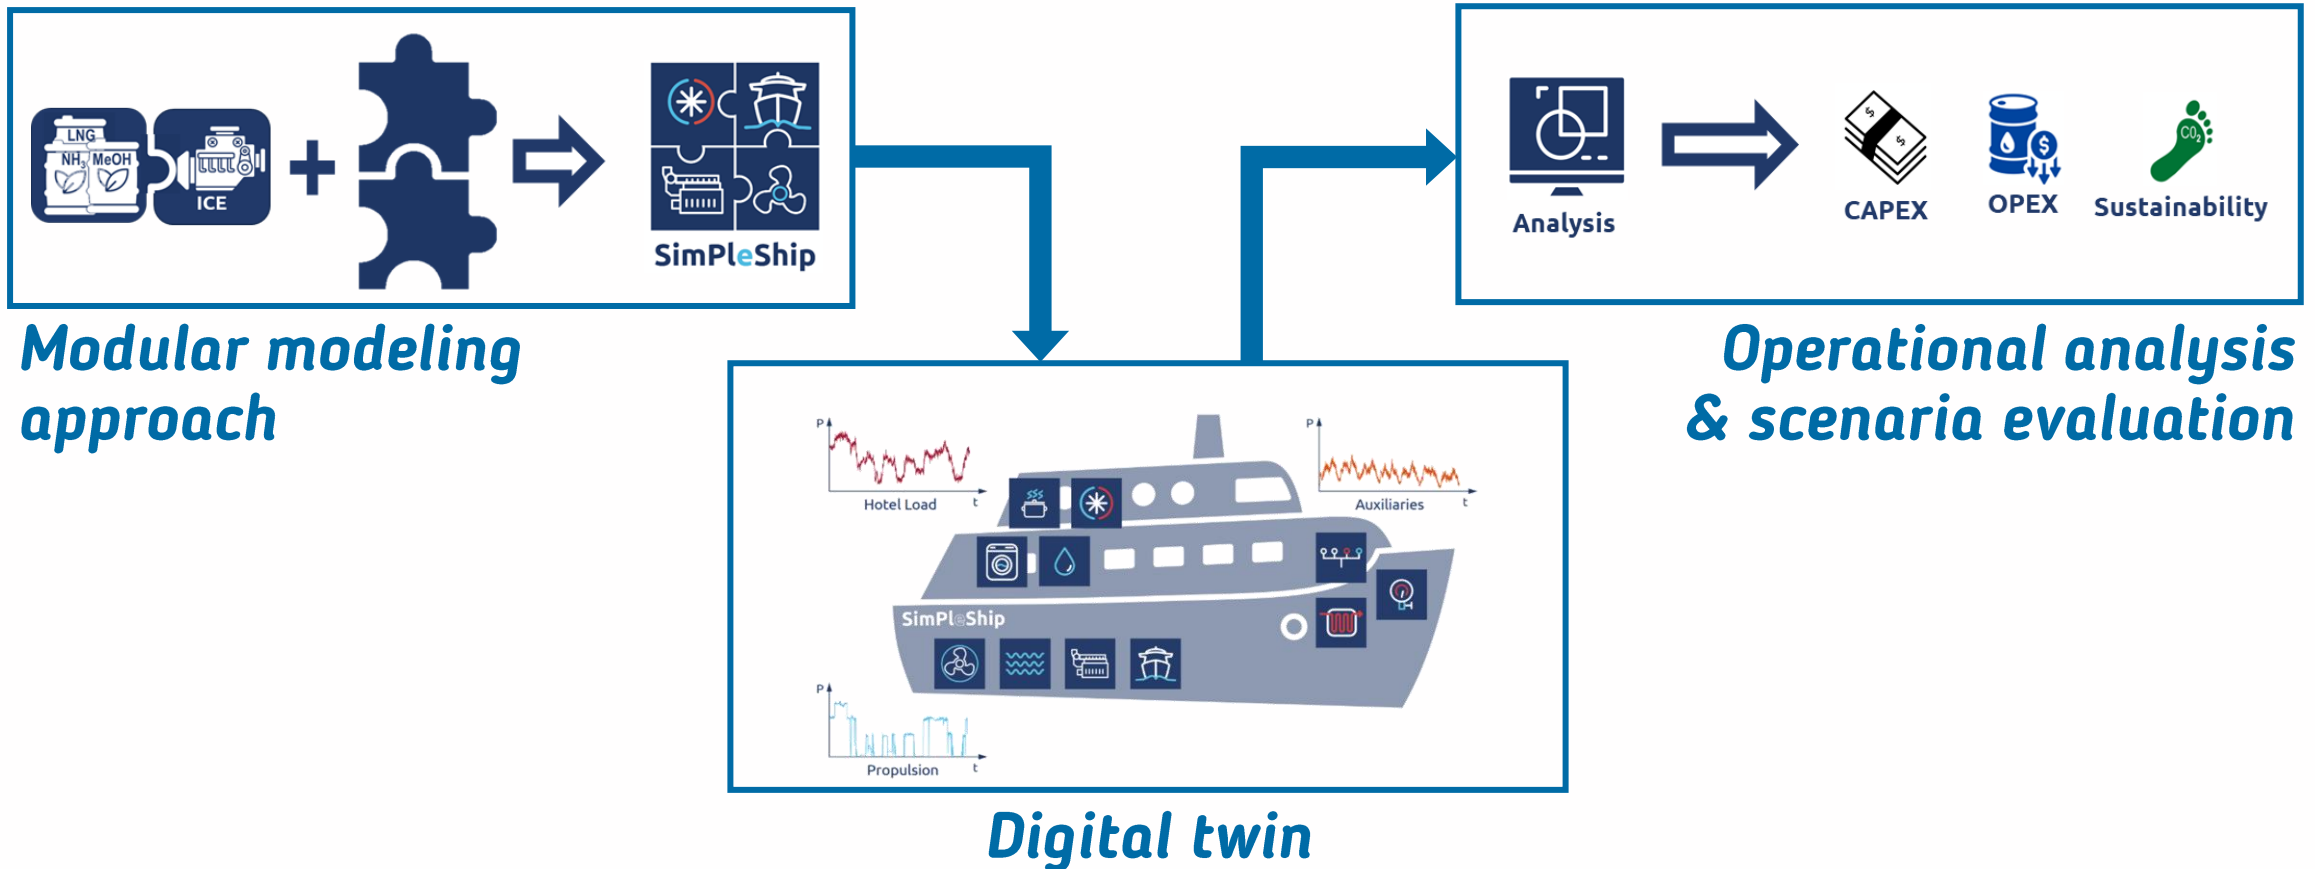 LNG
NH3 MeOH
ICE
SimPleShip
Modular modeling
approach
Analysis
CAPEX
OPEX
$
$
$
CO2
Sustainability
Operational analysis
& scenaria evaluation
P
Hotel Load
t
P
Auxiliaries
t
SimPleShip
P
Propulsion
t
Digital twin